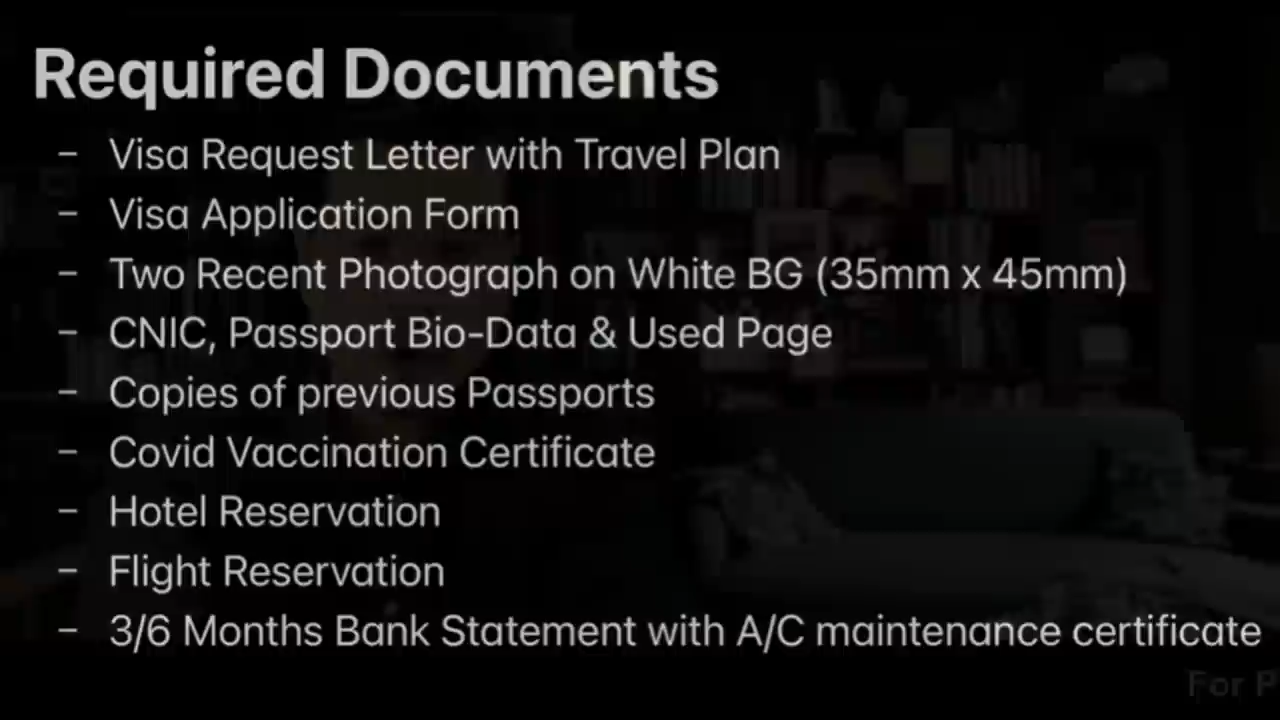 Required Documents
- Visa Request Letter with Travel Plan
- Visa Application Form
- Two Recent Photograph on White BG (35mm x 45mm)
- CNIC, Passport Bio-Data & Used Page
- Copies of previous Passports
- Covid Vaccination Certificate
- Hotel Reservation
- Flight Reservation
- 3/6 Months Bank Statement with A/C maintenance certificate
For P